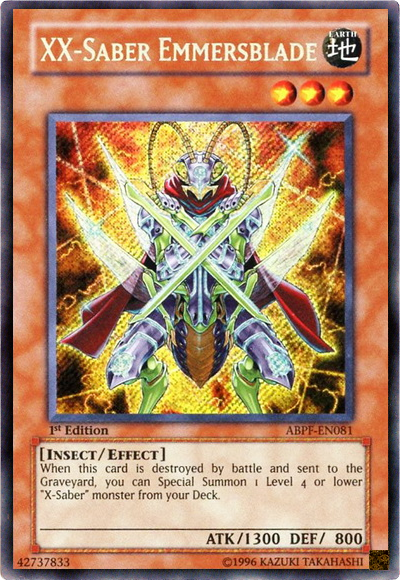 XX-Saber Emmersblade
EARTH
地
1st Edition
ABPF-EN081
[Insect/Effect]
When this card is destroyed by battle and sent to the
Graveyard, you can Special Summon 1 Level 4 or lower
"X-Saber" monster from your Deck.
ATK/1300 DEF/ 800
42737833
©1996 KAZUKI TAKAHASHI